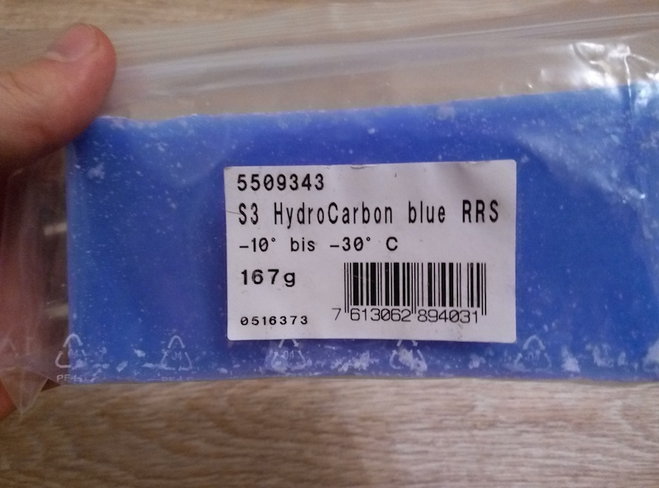 5509343
S3 HydroCarbon blue RRS
-10° bis -30° C
167g
0516373
7 613062 894031